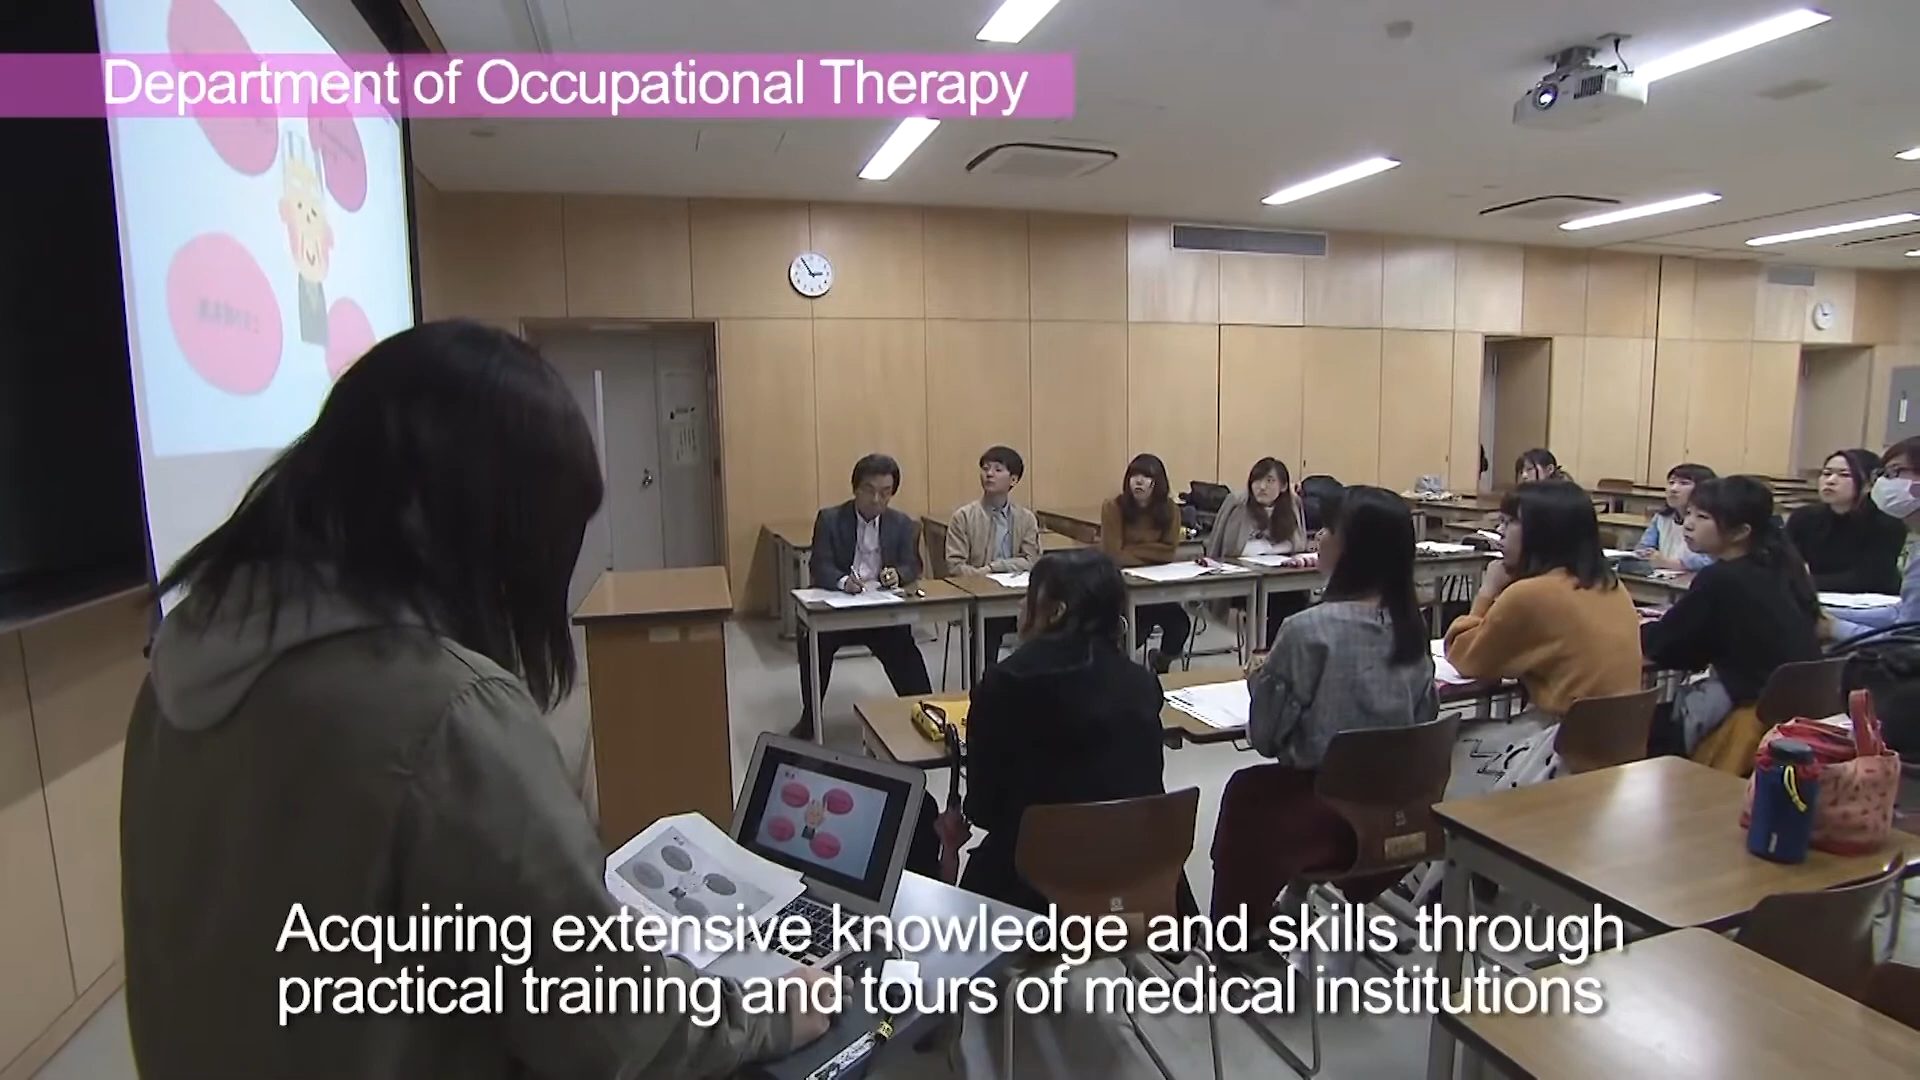 Department of Occupational Therapy
Acquiring extensive knowledge and skills through
practical training and tours of medical institutions